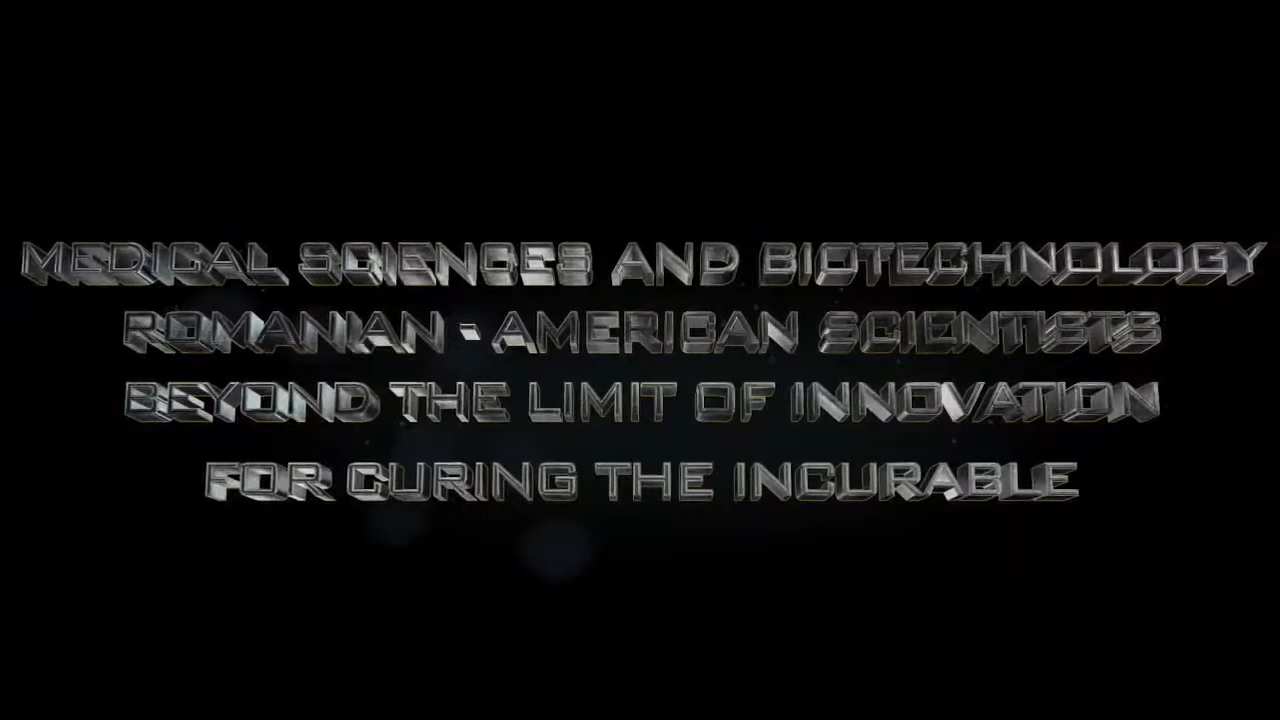 MEDICAL SCIENCES AND BIOTECHNOLOGY
ROMANIAN - AMERICAN SCIENTISTS
BEYOND THE LIMIT OF INNOVATION
FOR CURING THE INCURABLE